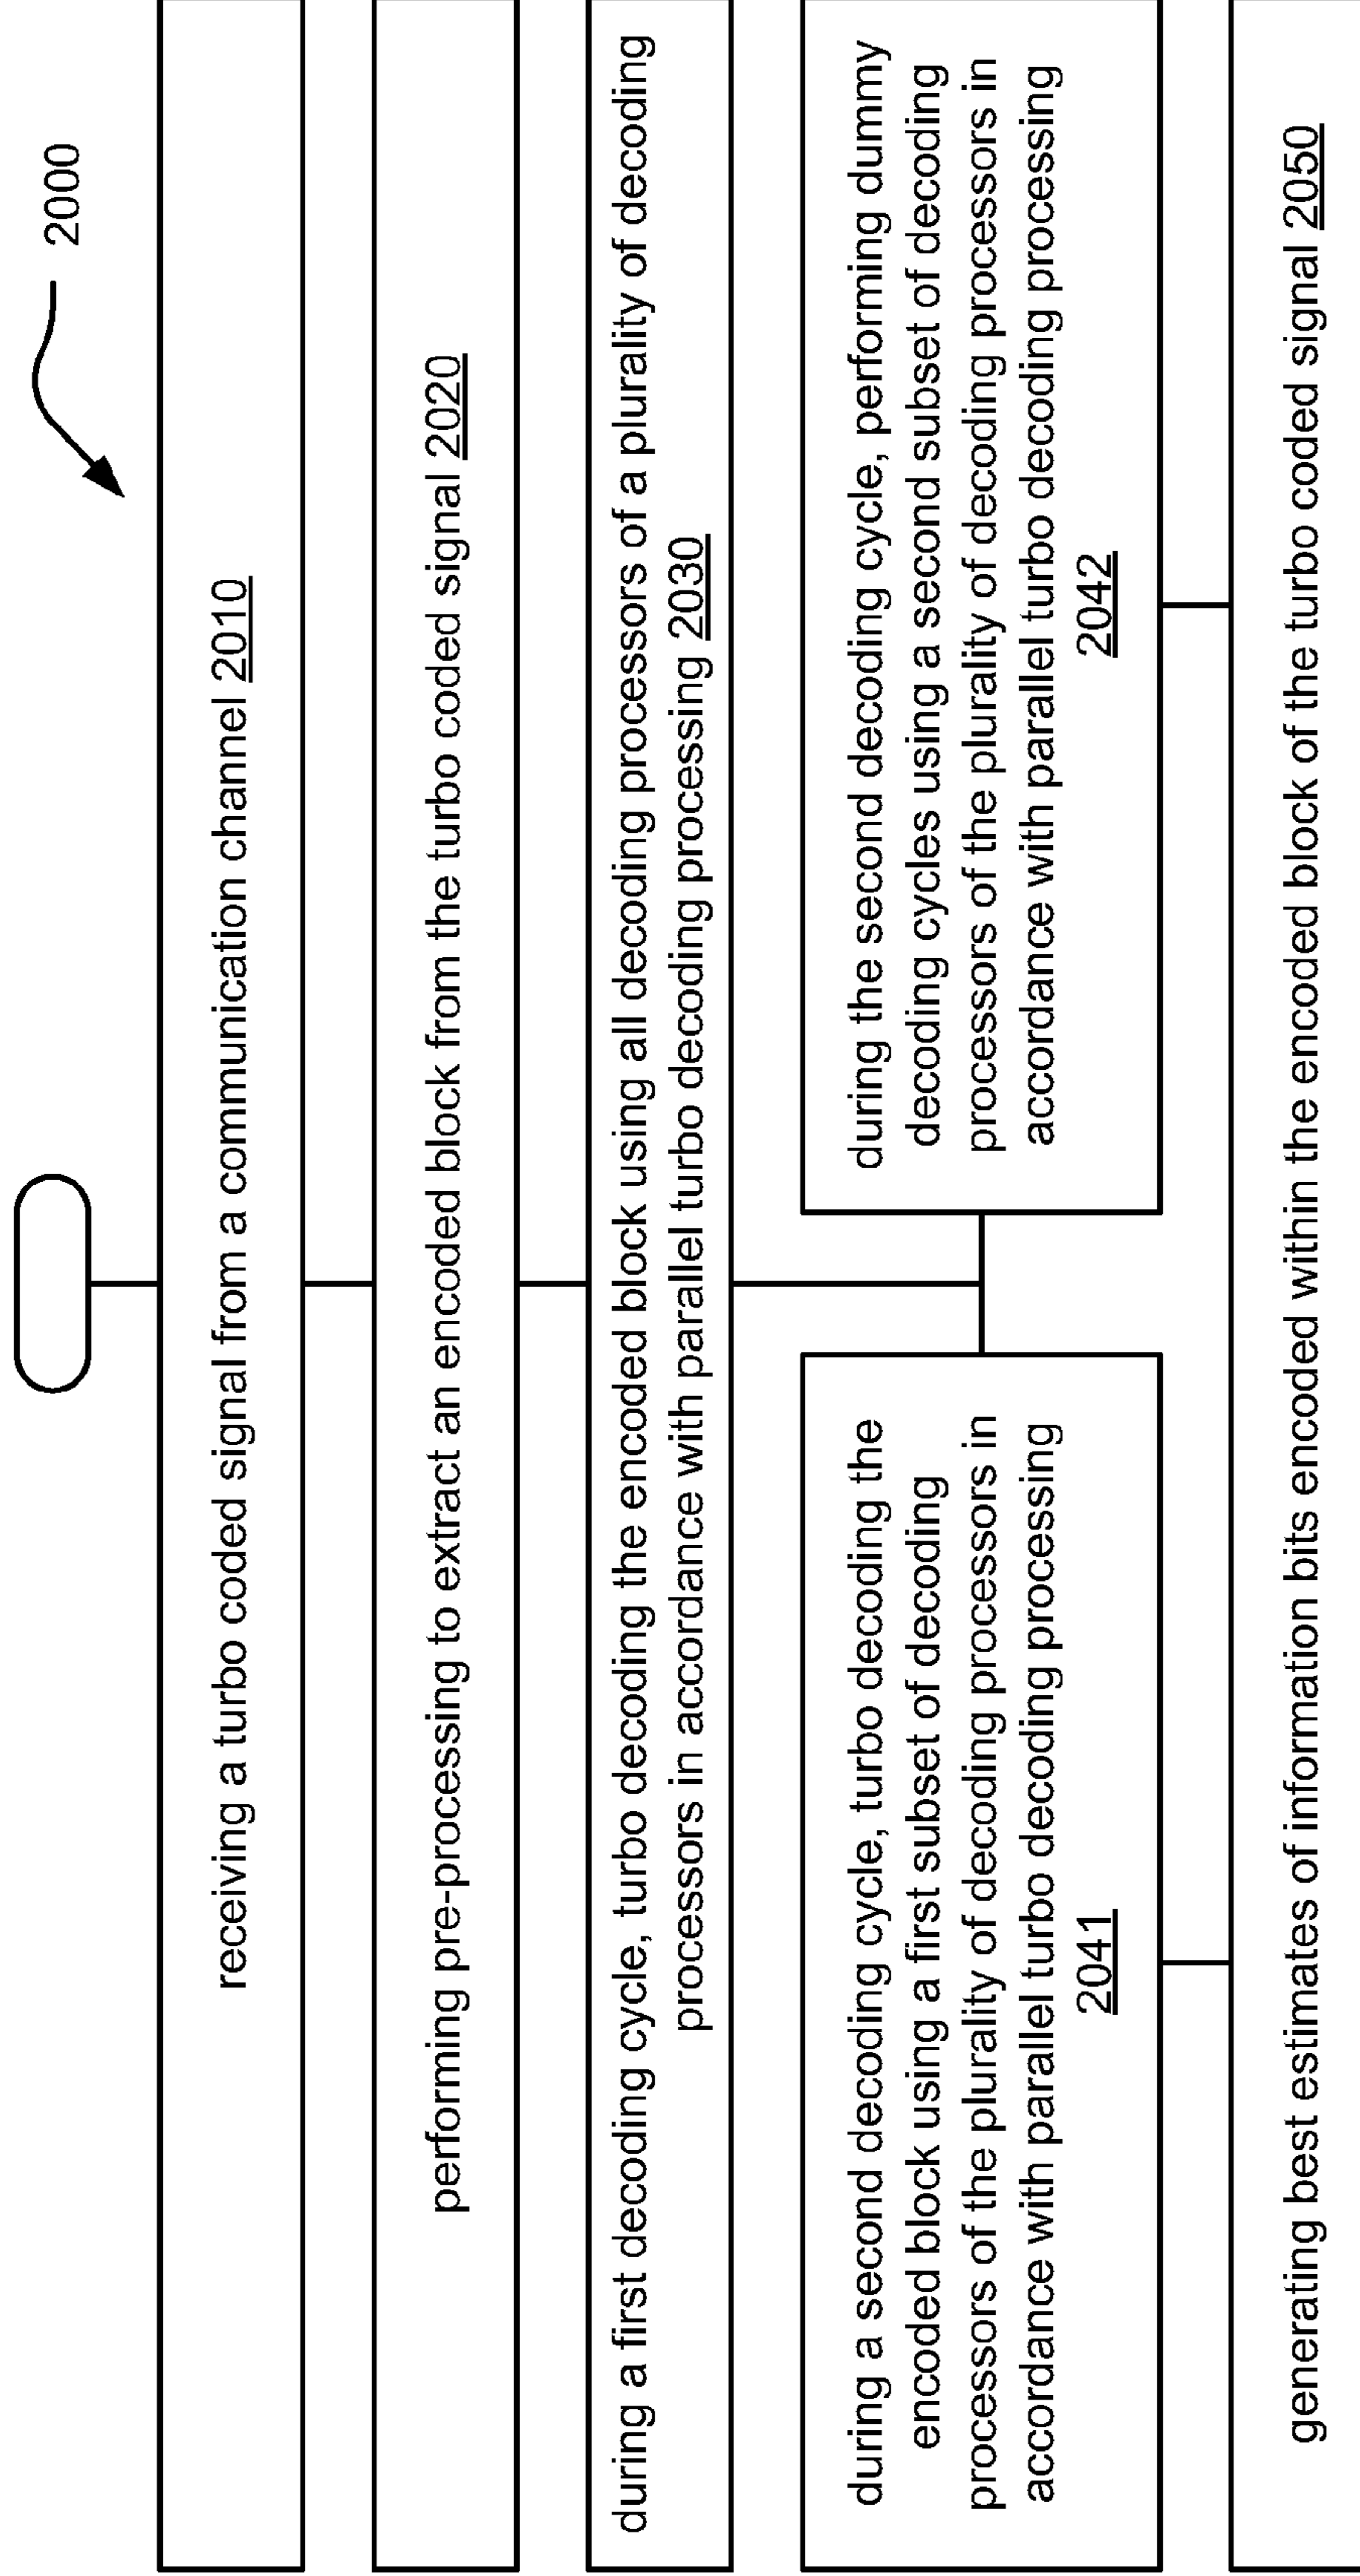 2000
receiving a turbo coded signal from a communication channel 2010
performing pre-processing to extract an encoded block from the turbo coded signal 2020
during a first decoding cycle, turbo decoding the encoded block using all decoding processors of a plurality of decoding
processors in accordance with parallel turbo decoding processing 2030
during a second decoding cycle, turbo decoding the
encoded block using a first subset of decoding
processors of the plurality of decoding processors in
accordance with parallel turbo decoding processing
2041
during the second decoding cycle, performing dummy
decoding cycles using a second subset of decoding
processors of the plurality of decoding processors in
accordance with parallel turbo decoding processing
2042
generating best estimates of information bits encoded within the encoded block of the turbo coded signal 2050